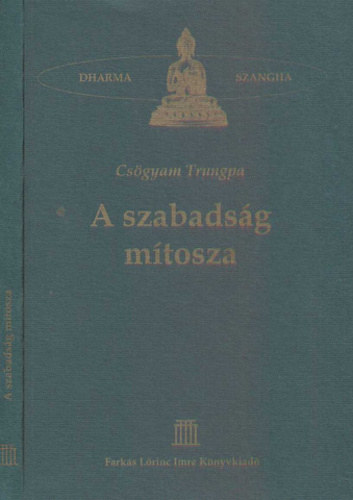 DHARMA SZANGHA
Csögyam Trungpa
A szabadság
mítosza
Farkas Lőrinc Imre Könyvkiadó
A szabadság mítosza